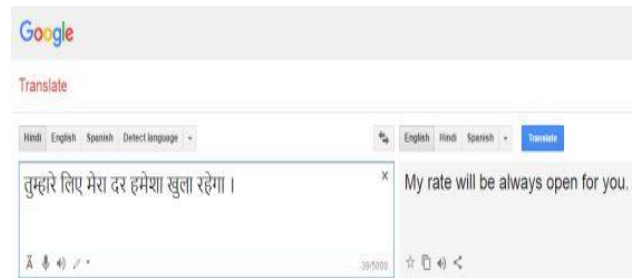 Google
Translate
Hindi English Spanish Detect language
English Hindi Spanish Translate
तुम्हारे लिए मेरा दर हमेशा खुला रहेगा ।
My rate will be always open for you.
39/5000